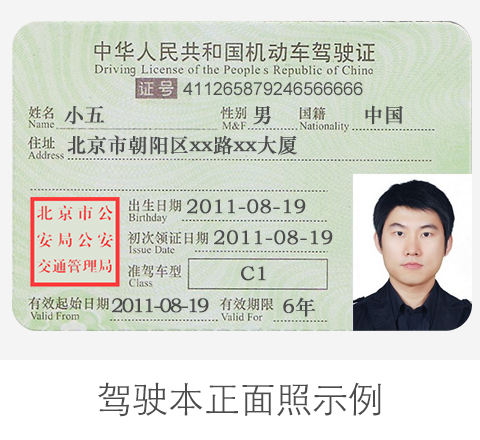 中华人民共和国机动车驾驶证
Driving License of the People's Republic of China
证号 411265879246566666
姓名 小五 性别 男 国籍 中国
Name M&F Nationality
住址 北京市朝阳区xx路xx大厦
Address
出生日期 2011-08-19
Birthday
初次领证日期 2011-08-19
Issue Date
准驾车型 C1
Class
北京市公
安局公安
交通管理局
有效起始日期 2011-08-19 有效期限 6年
Valid From Valid For
驾驶本正面照示例